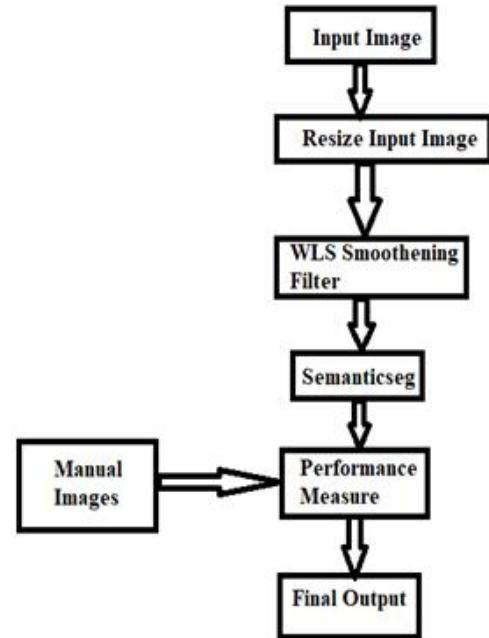 Input Image
Resize Input Image
WLS Smoothening
Filter
Semanticseg
Manual
Images
Performance
Measure
Final Output